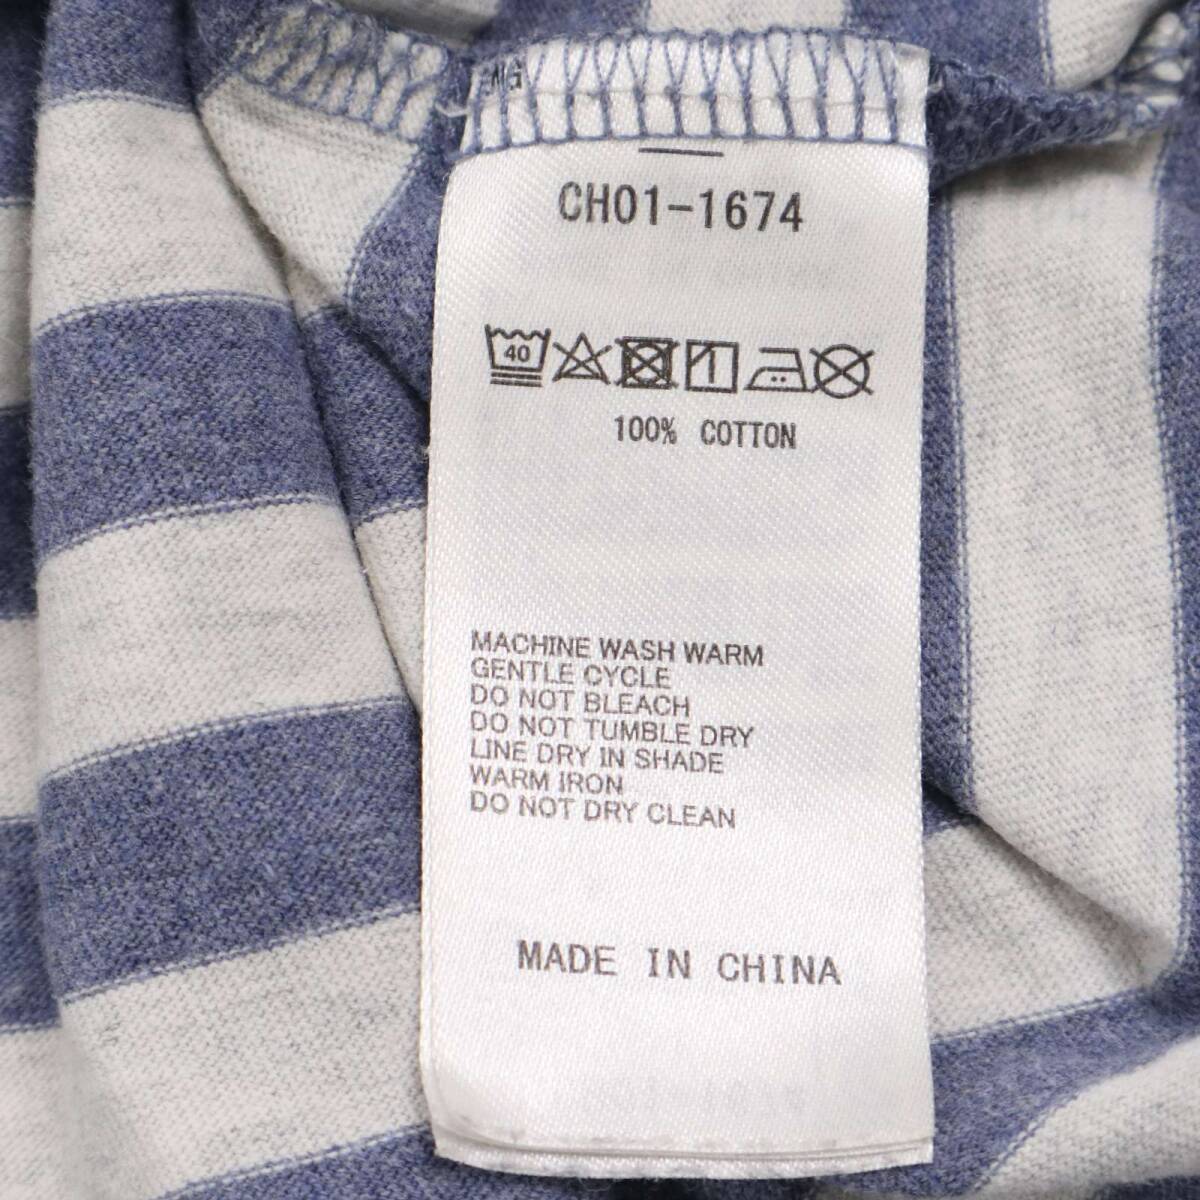 CH01-1674
40
100% COTTON
MACHINE WASH WARM
GENTLE CYCLE
DO NOT BLEACH
DO NOT TUMBLE DRY
LINE DRY IN SHADE
WARM IRON
DO NOT DRY CLEAN
MADE IN CHINA